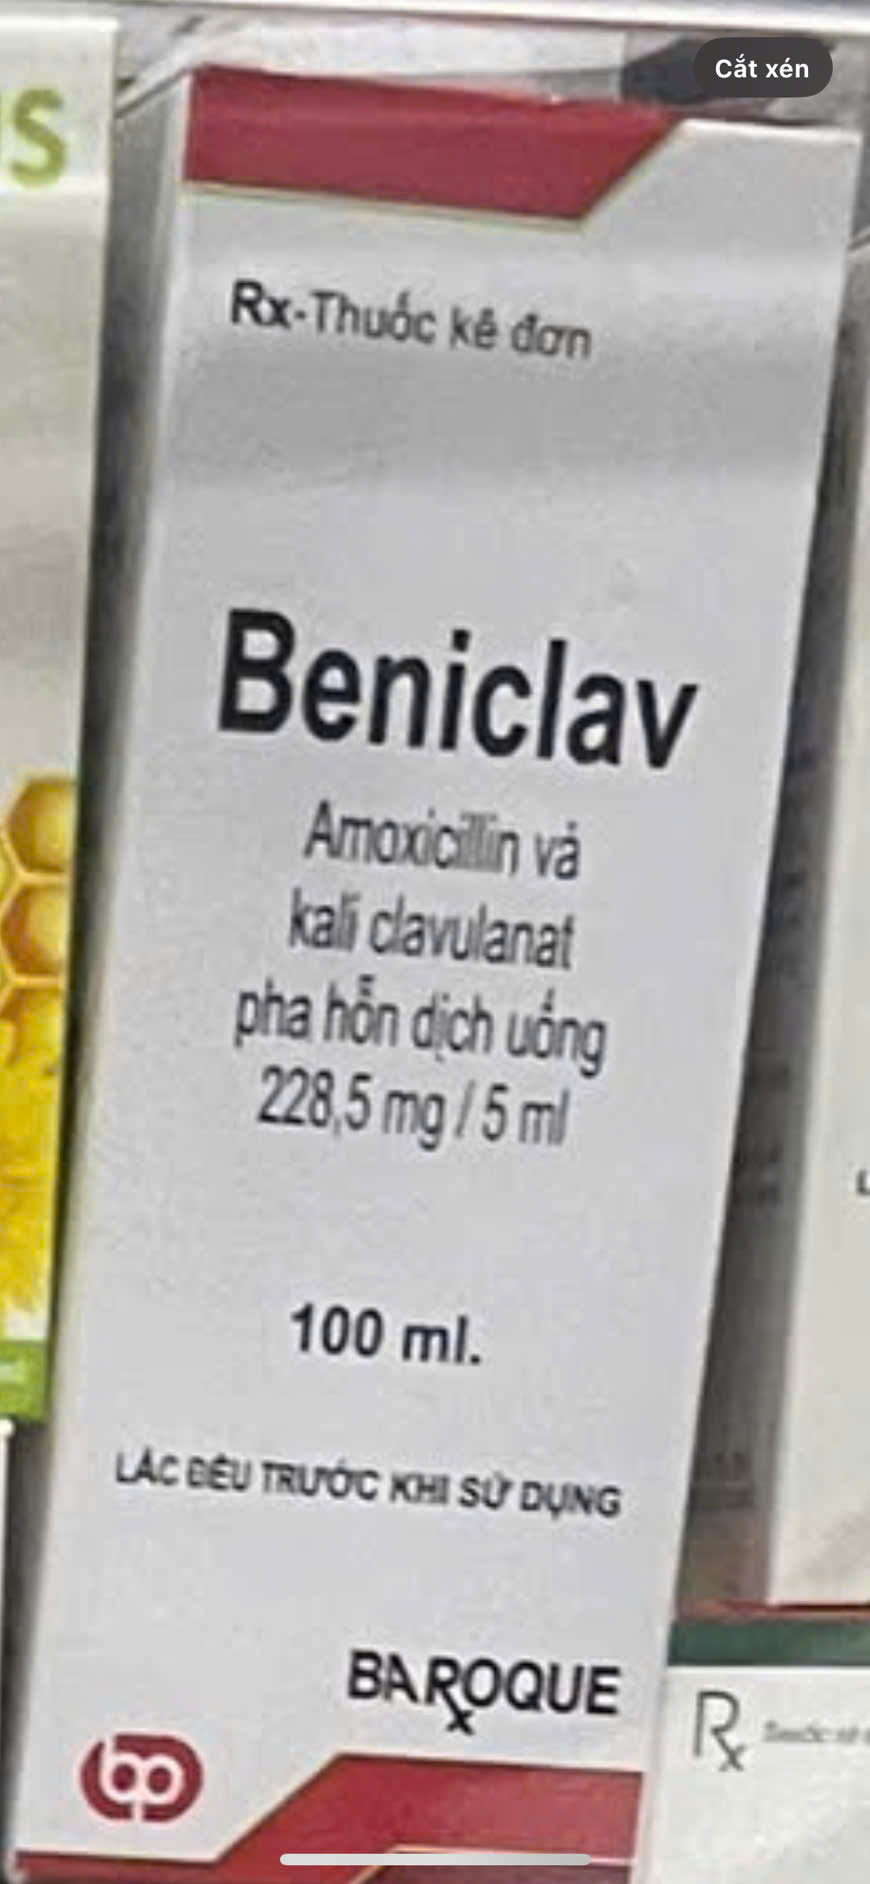 Cắt xén
S
Rx-Thuốc kê đơn
Beniclav
Amoxicillin và
kali clavulanat
pha hỗn dịch uống
228,5 mg / 5 ml
100 ml.
LẮC ĐỀU TRƯỚC KHI SỬ DỤNG
BAROQUE
bp
Rx